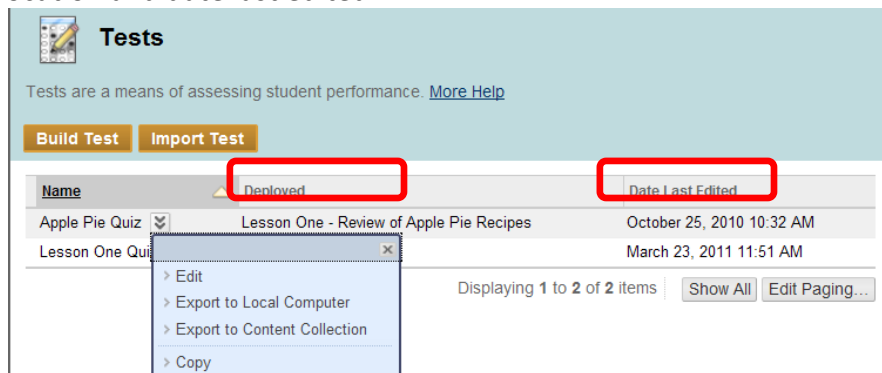 Tests
Tests are a means of assessing student performance. More Help
Build Test Import Test
Name Deployed Date Last Edited
Apple Pie Quiz Lesson One - Review of Apple Pie Recipes October 25, 2010 10:32 AM
Lesson One Qui March 23, 2011 11:51 AM
> Edit
Displaying 1 to 2 of 2 items Show All Edit Paging...
> Export to Local Computer
> Export to Content Collection
> Copy